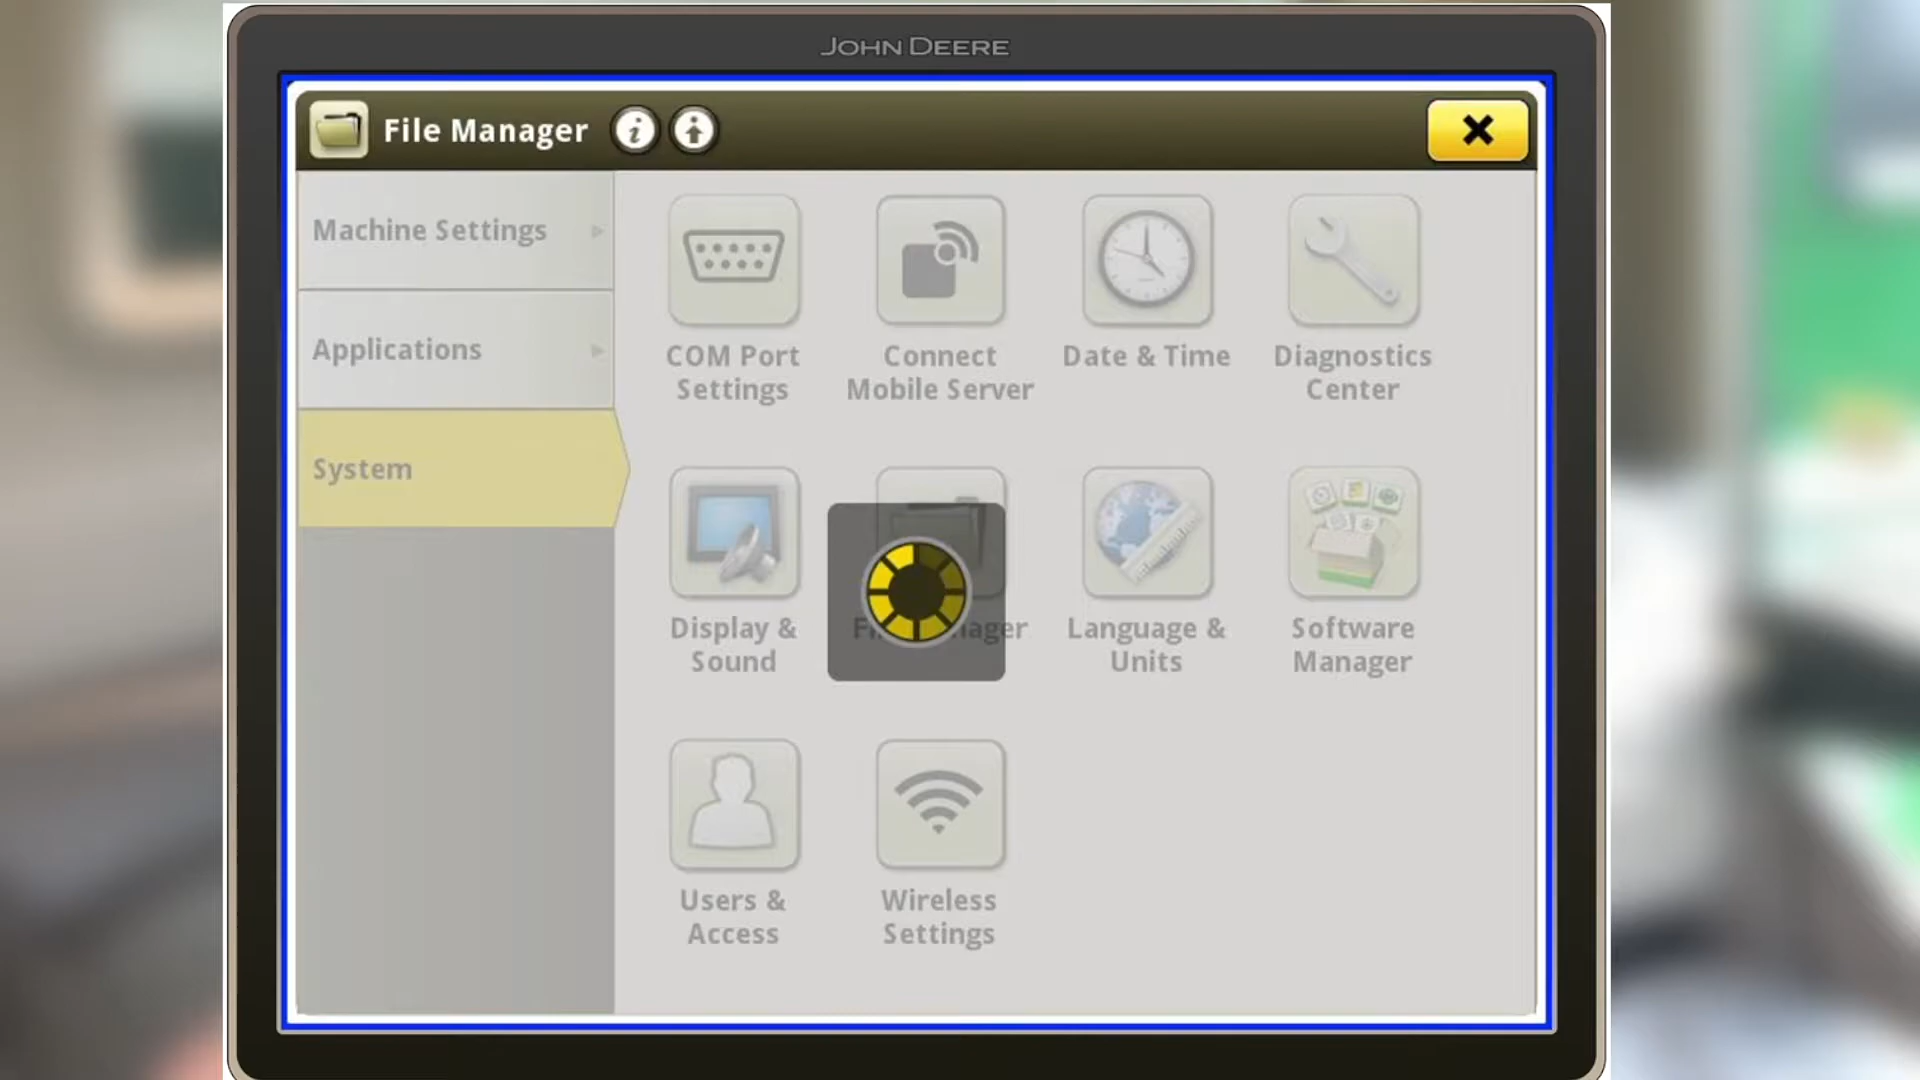 JOHN DEERE
File Manager
Machine Settings
Applications
System
COM Port
Settings
Connect
Mobile Server
Date & Time
Diagnostics
Center
Display &
Sound
Language &
Units
Software
Manager
Users &
Access
Wireless
Settings